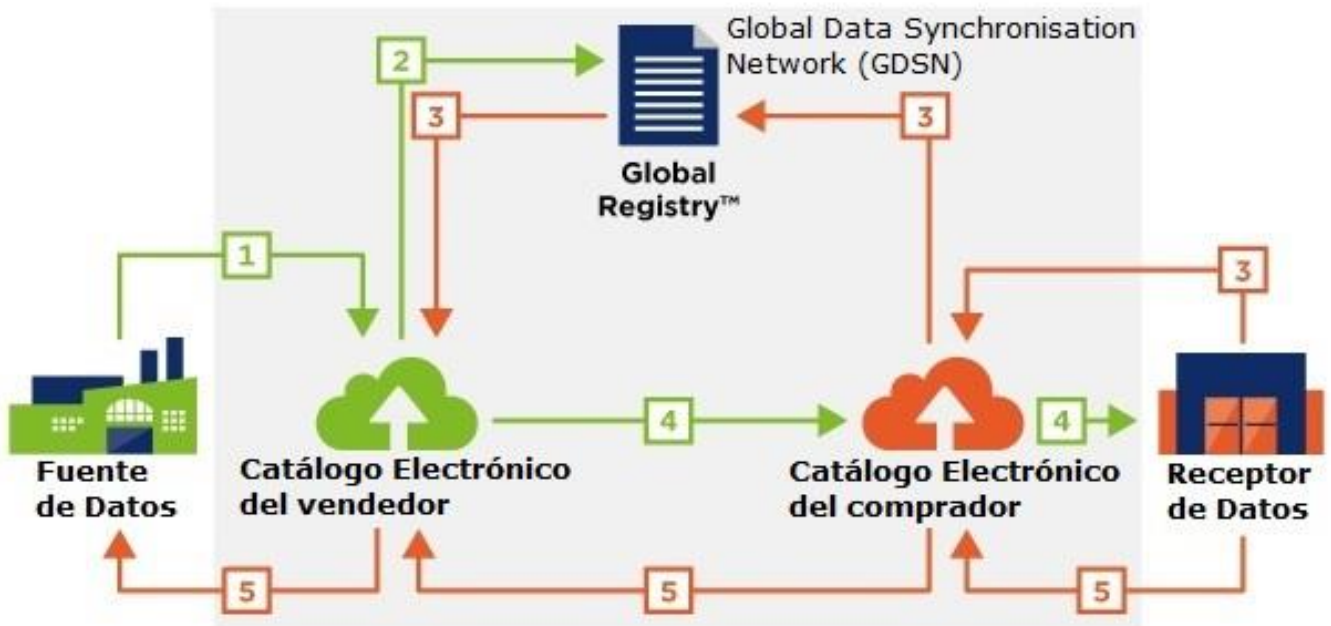 Global Data Synchronisation
Network (GDSN)
2
3
3
Global
Registry™
1
3
4
4
Fuente
de Datos
Catálogo Electrónico
del vendedor
Catálogo Electrónico
del comprador
Receptor
de Datos
5
5
5